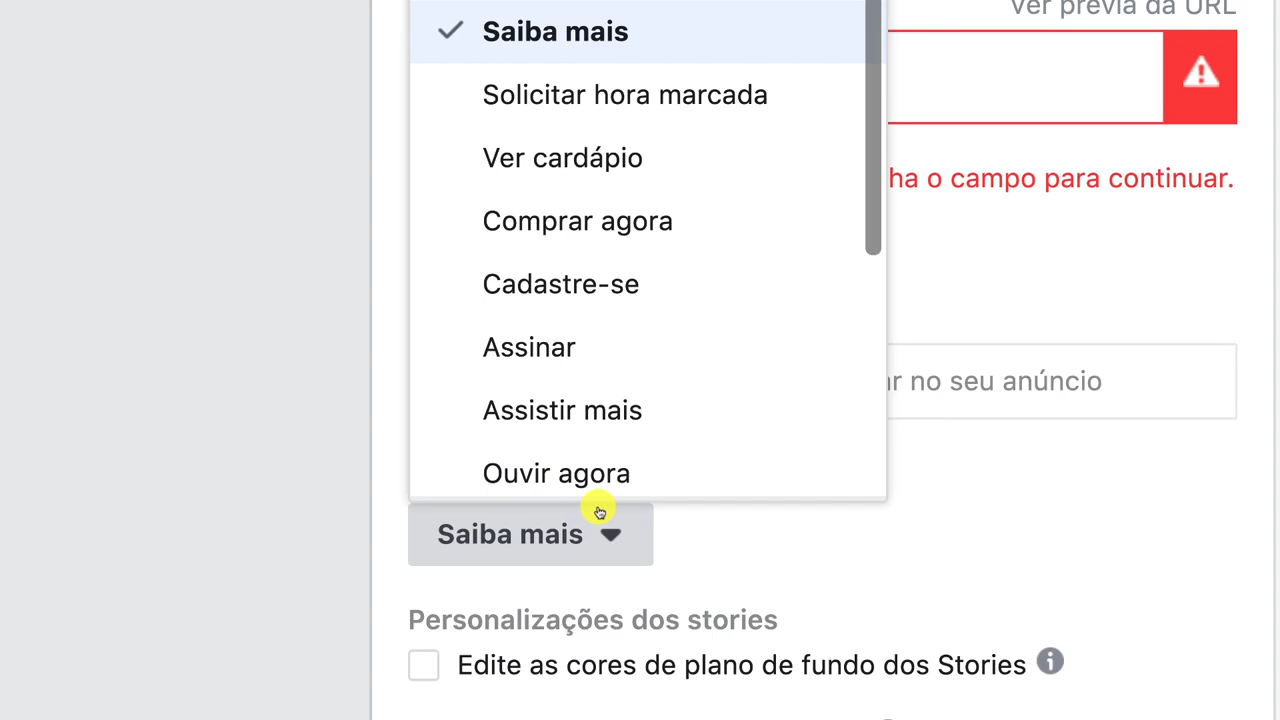 Ver prévia da URL
Saiba mais
Solicitar hora marcada
Ver cardápio
ha o campo para continuar.
Comprar agora
Cadastre-se
Assinar
ar no seu anúncio
Assistir mais
Ouvir agora
Saiba mais
Personalizações dos stories
Edite as cores de plano de fundo dos Stories